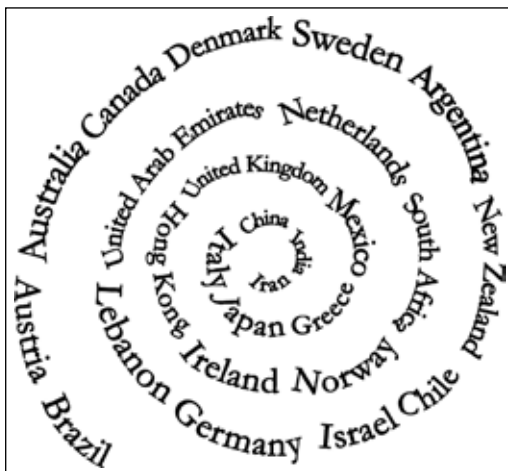 Australia Canada Denmark Sweden Argentina New Zealand
United Arab Emirates Netherlands South Africa
United Kingdom Mexico
China India
Iran
Italy Japan Greece
Hong Kong Ireland Norway
Lebanon Germany Israel Chile
Austria Brazil